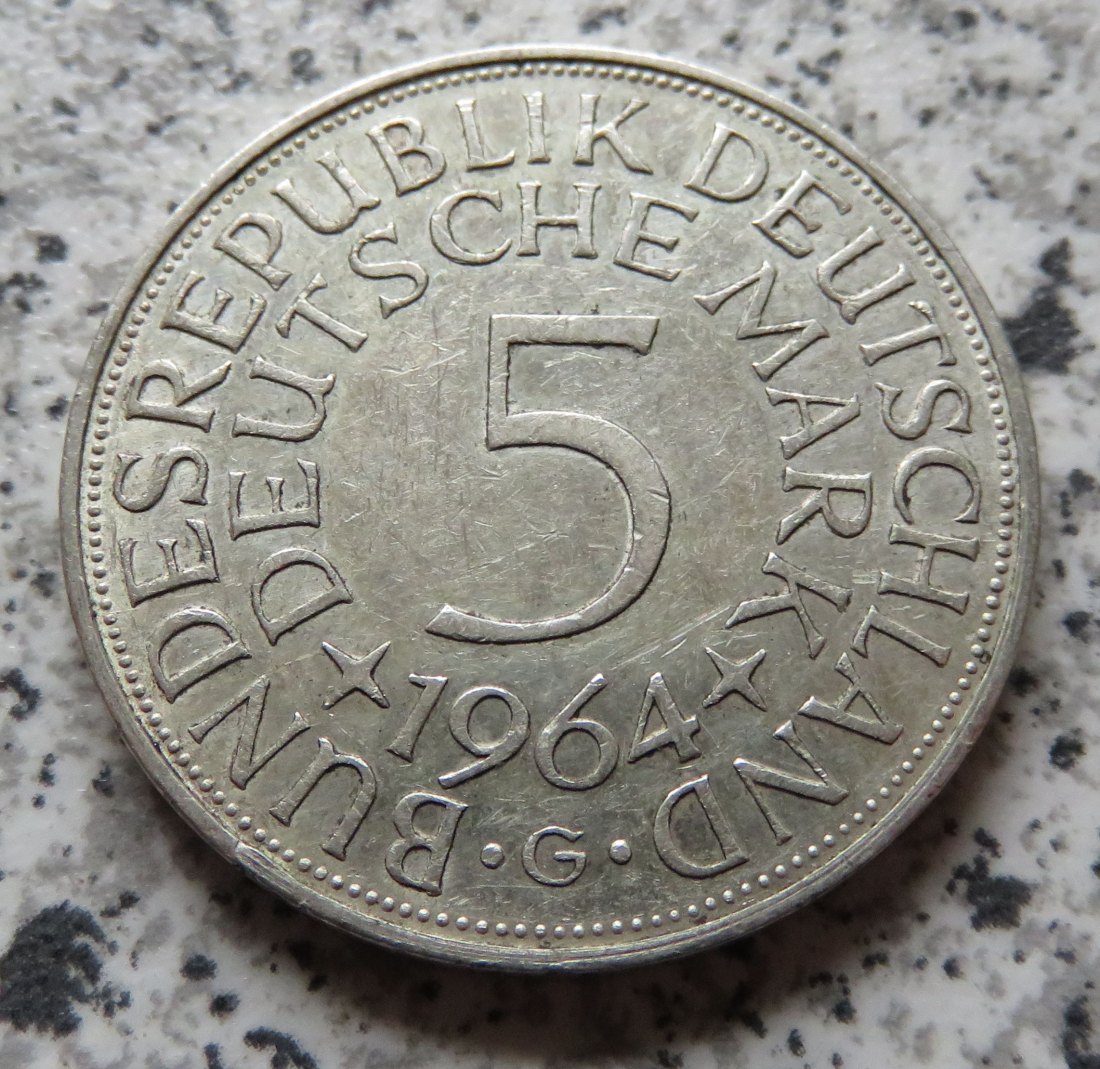 BUNDESREPUBLIK DEUTSCHLAND
DEUTSCHE MARK
5
1964
· G ·